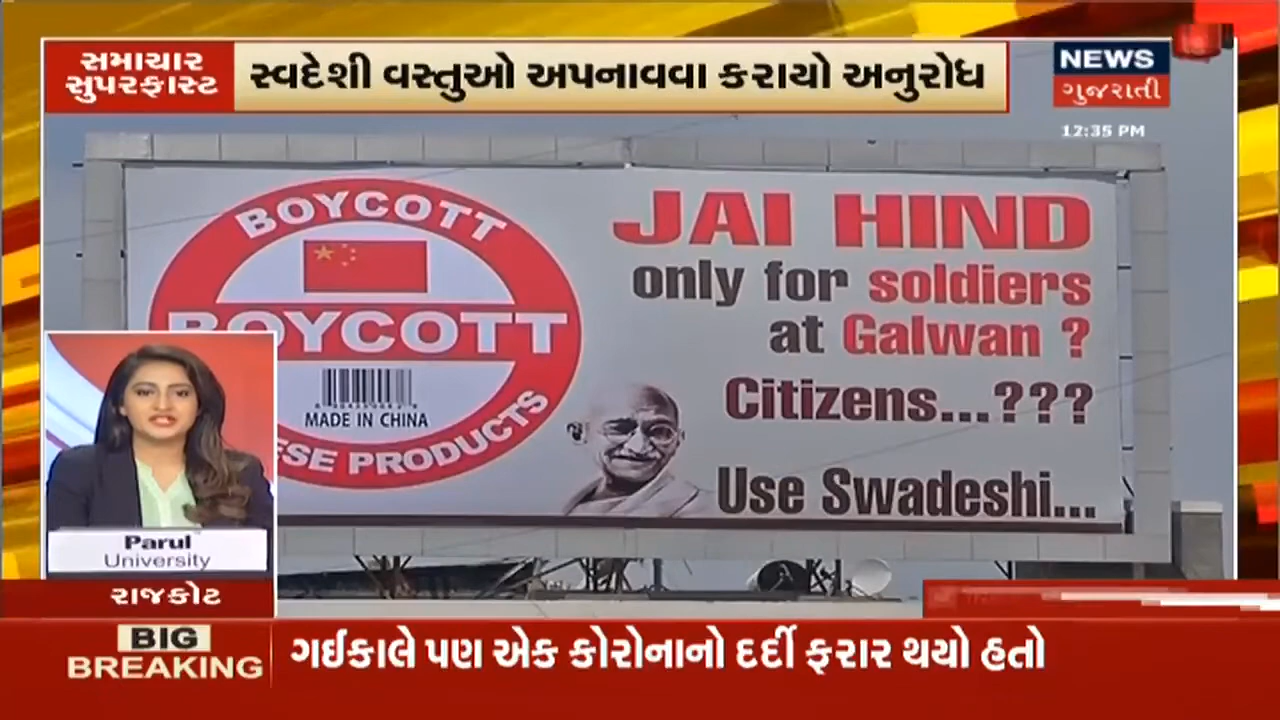 સમાચાર
સુપરફાસ્ટ
સ્વદેશી વસ્તુઓ અપનાવવા કરાયો અનુરોધ
NEWS
ગુજરાતી
12:35 PM
BOYCOTT
BOYCOTT
MADE IN CHINA
PRODUCTS
JAI HIND
only for soldiers
at Galwan ?
Citizens...???
Use Swadeshi...
Parul
University
રાજકોટ
BIG
BREAKING
ગઈકાલે પણ એક કોરોનાનો દર્દી ફરાર થયો હતો